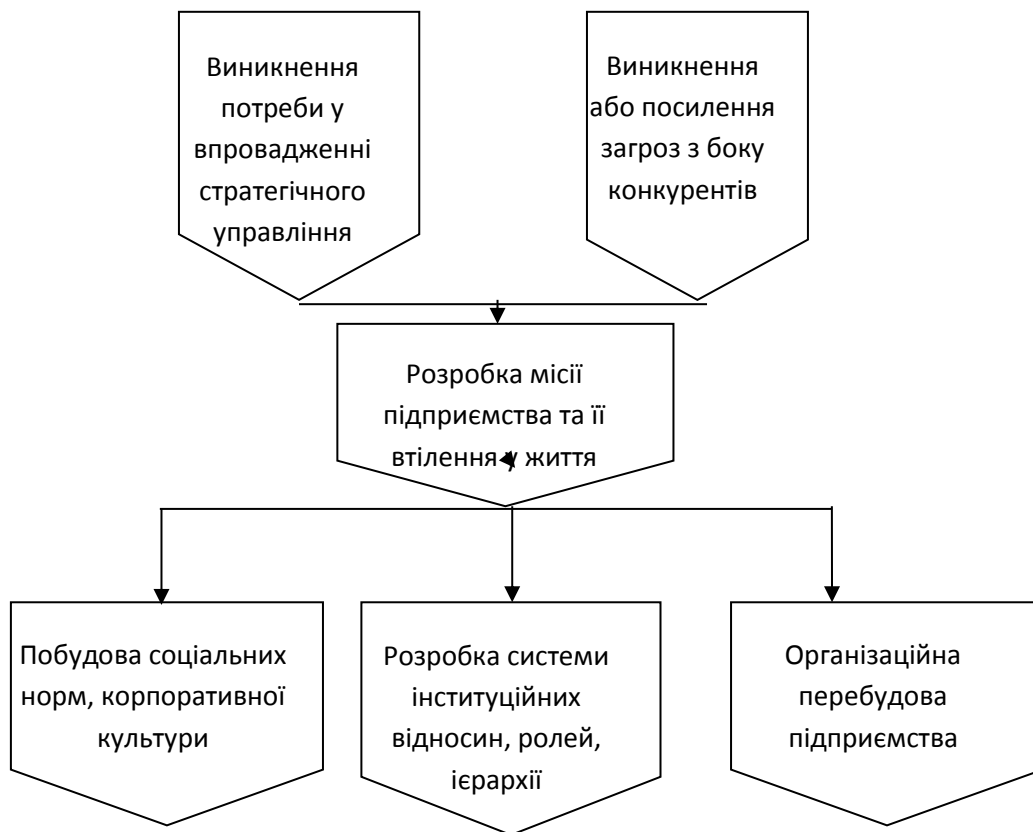 Виникнення
потреби у
впровадженні
стратегічного
управління
Виникнення
або посилення
загроз з боку
конкурентів
Розробка місії
підприємства та її
втілення у життя
Побудова соціальних
норм, корпоративної
культури
Розробка системи
інституційних
відносин, ролей,
ієрархії
Організаційна
перебудова
підприємства